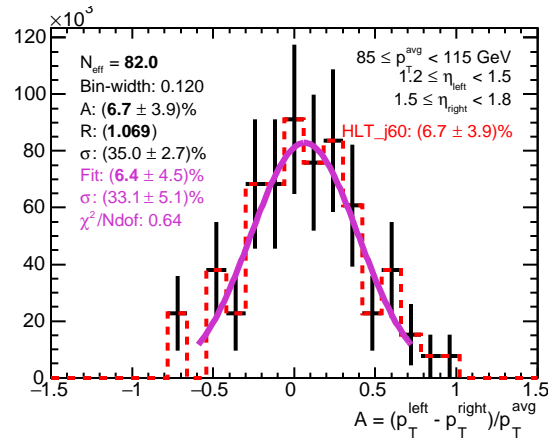 ×10³
120
100
80
60
40
20
0
N_eff = 82.0
Bin-width: 0.120
A: (6.7 ± 3.9)%
R: (1.069)
σ: (35.0 ± 2.7)%
Fit: (6.4 ± 4.5)%
σ: (33.1 ± 5.1)%
χ²/Ndof: 0.64
85 ≤ p_T^avg < 115 GeV
1.2 ≤ η_left < 1.5
1.5 ≤ η_right < 1.8
HLT_j60: (6.7 ± 3.9)%
−1.5 −1 −0.5 0 0.5 1 1.5
A = (p_T^left - p_T^right)/p_T^avg